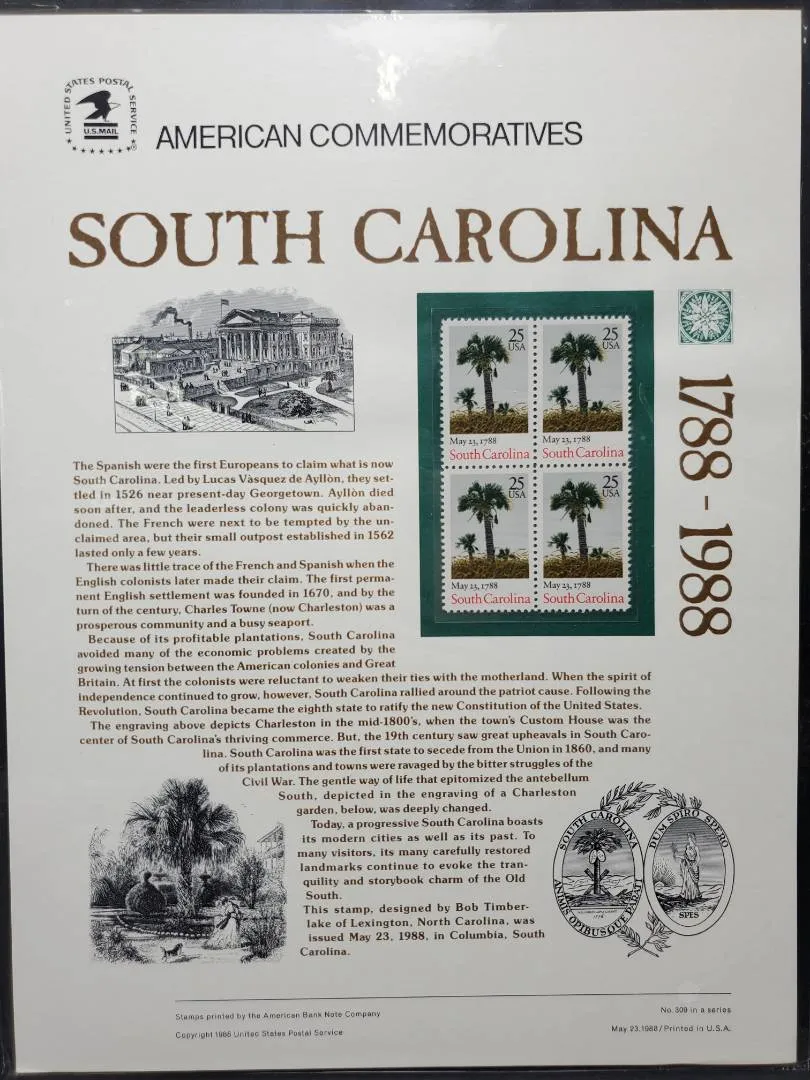 UNITED STATES POSTAL SERVICE
U.S.MAIL
AMERICAN COMMEMORATIVES
SOUTH CAROLINA
25
USA
May 23, 1788
South Carolina
25
USA
May 23, 1788
South Carolina
25
USA
May 23, 1788
South Carolina
25
USA
May 23, 1788
South Carolina
1788-1988
The Spanish were the first Europeans to claim what is now
South Carolina. Led by Lucas Vàsquez de Ayllòn, they set-
tled in 1526 near present-day Georgetown. Ayllòn died
soon after, and the leaderless colony was quickly aban-
doned. The French were next to be tempted by the un-
claimed area, but their small outpost established in 1562
lasted only a few years.
There was little trace of the French and Spanish when the
English colonists later made their claim. The first perma-
nent English settlement was founded in 1670, and by the
turn of the century, Charles Towne (now Charleston) was a
prosperous community and a busy seaport.
Because of its profitable plantations, South Carolina
avoided many of the economic problems created by the
growing tension between the American colonies and Great
Britain. At first the colonists were reluctant to weaken their ties with the motherland. When the spirit of
independence continued to grow, however, South Carolina rallied around the patriot cause. Following the
Revolution, South Carolina became the eighth state to ratify the new Constitution of the United States.
The engraving above depicts Charleston in the mid-1800's, when the town's Custom House was the
center of South Carolina's thriving commerce. But, the 19th century saw great upheavals in South Caro-
lina. South Carolina was the first state to secede from the Union in 1860, and many
of its plantations and towns were ravaged by the bitter struggles of the
Civil War. The gentle way of life that epitomized the antebellum
South, depicted in the engraving of a Charleston
garden, below, was deeply changed.
Today, a progressive South Carolina boasts
its modern cities as well as its past. To
many visitors, its many carefully restored
landmarks continue to evoke the tran-
quility and storybook charm of the Old
South.
This stamp, designed by Bob Timber-
lake of Lexington, North Carolina, was
issued May 23, 1988, in Columbia, South
Carolina.
SOUTH CAROLINA
ANIMIS OPIBUSQUE PARATI
DUM SPIRO SPERO
SPES
Stamps printed by the American Bank Note Company
Copyright 1988 United States Postal Service
No. 309 in a series
May 23, 1988/Printed in U.S.A.